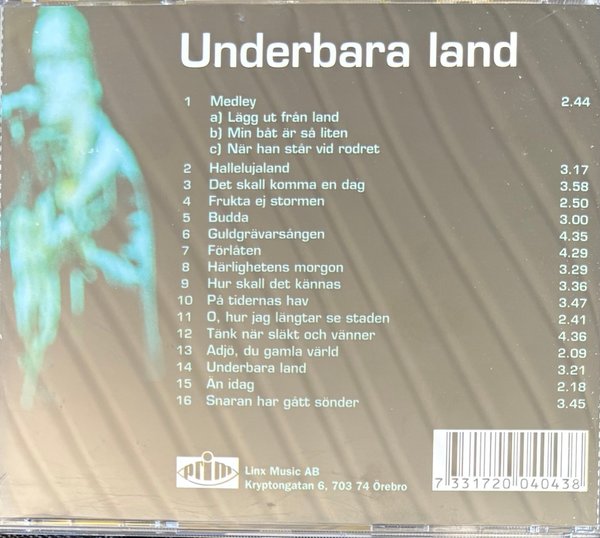 Underbara land
1 Medley 2.44
a) Lägg ut från land
b) Min båt är så liten
c) När han står vid rodret
2 Hallelujaland 3.17
3 Det skall komma en dag 3.58
4 Frukta ej stormen 2.50
5 Budda 3.00
6 Guldgrävarsången 4.35
7 Förlåten 4.29
8 Härlighetens morgon 3.29
9 Hur skall det kännas 3.36
10 På tidernas hav 3.47
11 O, hur jag längtar se staden 2.41
12 Tänk när släkt och vänner 4.36
13 Adjö, du gamla värld 2.09
14 Underbara land 3.21
15 Än idag 2.18
16 Snaran har gått sönder 3.45
prim
Linx Music AB
Kryptongatan 6, 703 74 Örebro
7 331720 040438